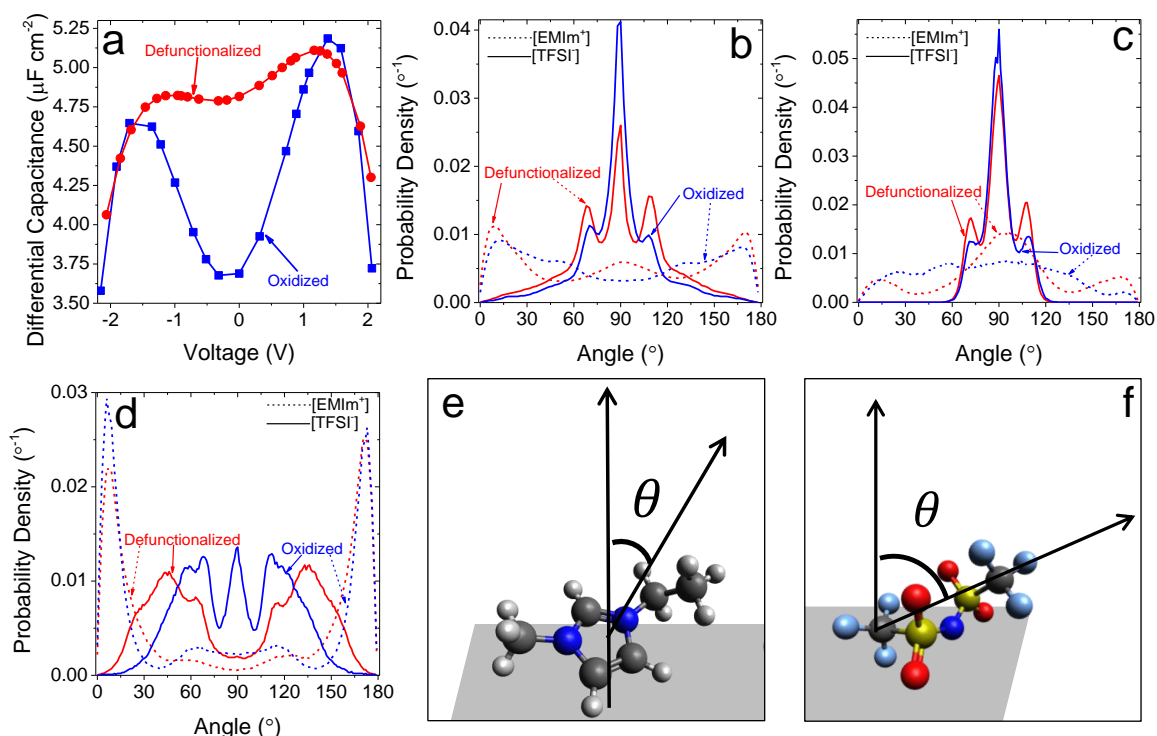 a
Differential Capacitance (µF cm-2)
5.25
5.00
4.75
4.50
4.25
4.00
3.75
3.50
Defunctionalized
Oxidized
-2 -1 0 1 2
Voltage (V)
b
Probability Density (°-1)
0.04
0.03
0.02
0.01
0.00
[EMIm+]
[TFSI-]
Defunctionalized
Oxidized
0 30 60 90 120 150 180
Angle (°)
c
Probability Density (°-1)
0.05
0.04
0.03
0.02
0.01
0.00
[EMIm+]
[TFSI-]
Defunctionalized
Oxidized
0 30 60 90 120 150 180
Angle (°)
d
Probability Density (°-1)
0.03
0.02
0.01
0.00
[EMIm+]
[TFSI-]
Defunctionalized
Oxidized
0 30 60 90 120 150 180
Angle (°)
e
θ
f
θ